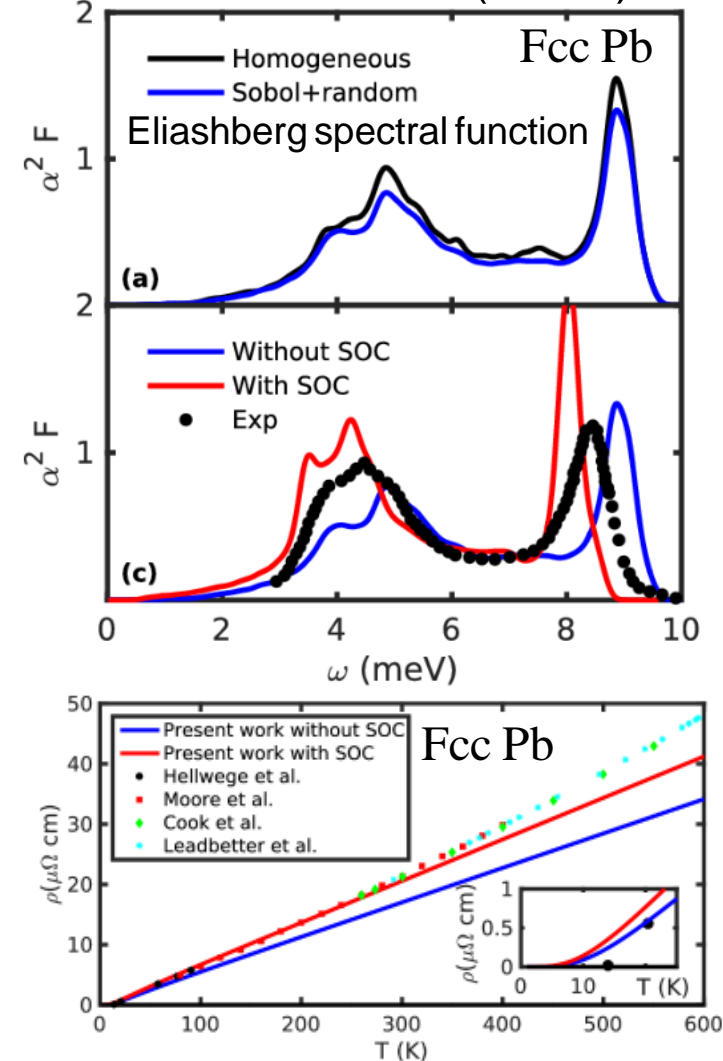 2
Fcc Pb
Homogeneous
Sobol+random
Eliashberg spectral function
α² F
1
(a)
2
Without SOC
With SOC
Exp
α² F
1
(c)
0 2 4 6 8 10
ω (meV)
50
Present work without SOC
Fcc Pb
Present work with SOC
Hellwege et al.
40
Moore et al.
Cook et al.
Leadbetter et al.
30
ρ(μΩ cm)
20
1
ρ(μΩ cm)
0.5
10
0
0 10 T (K)
0
0 100 200 300 400 500 600
T (K)